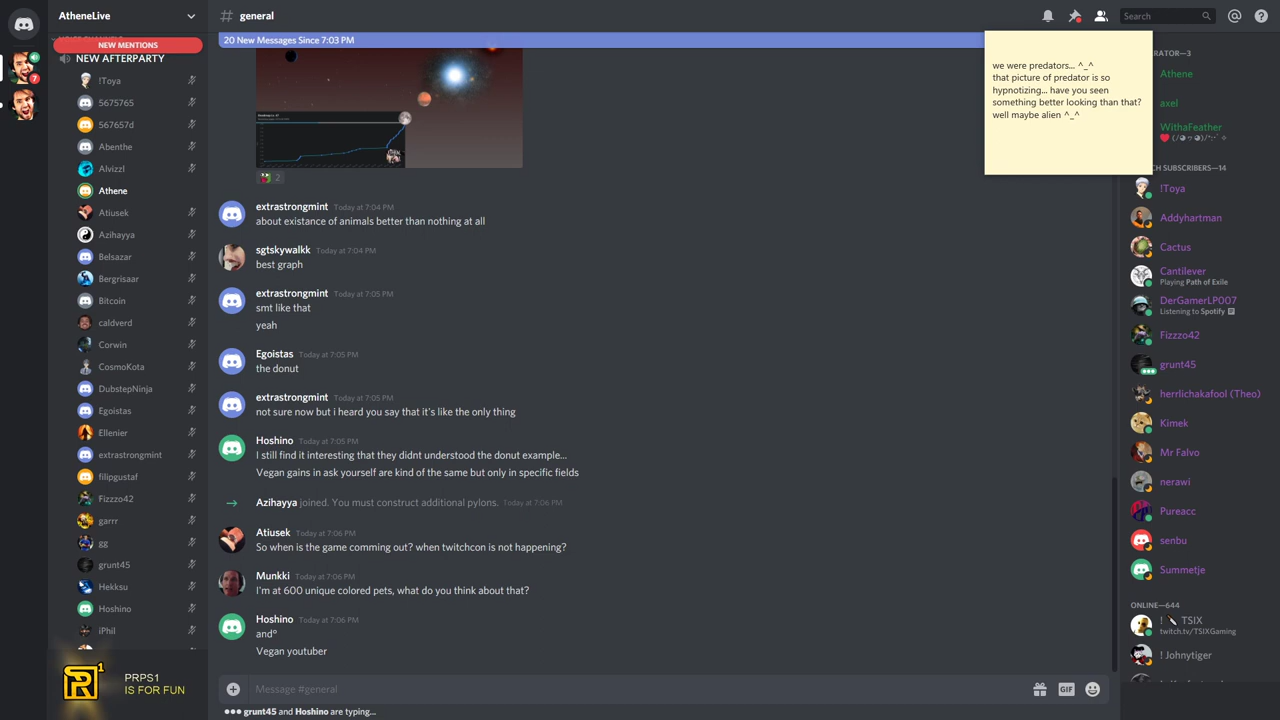 AtheneLive
general
Search
NEW MENTIONS
NEW AFTERPARTY
!Toya
5675765
567657d
Abenthe
Alvizzl
Athene
Atiusek
Azihayya
Belsazar
Bergrisaar
Bitcoin
caldverd
Corwin
CosmoKota
DubstepNinja
Egoistas
Ellenier
extrastrongmint
filipgustaf
Fizzzo42
garrr
gg
grunt45
Hekksu
Hoshino
iPhil
PRPS1
IS FOR FUN
20 New Messages Since 7:03 PM
2
extrastrongmint Today at 7:04 PM
about existance of animals better than nothing at all
sgtskywalkk Today at 7:04 PM
best graph
extrastrongmint Today at 7:05 PM
smt like that
yeah
Egoistas Today at 7:05 PM
the donut
extrastrongmint Today at 7:05 PM
not sure now but i heard you say that it's like the only thing
Hoshino Today at 7:05 PM
I still find it interesting that they didnt understood the donut example...
Vegan gains in ask yourself are kind of the same but only in specific fields
Azihayya joined. You must construct additional pylons. Today at 7:06 PM
Atiusek Today at 7:06 PM
So when is the game comming out? when twitchcon is not happening?
Munkki Today at 7:06 PM
I'm at 600 unique colored pets, what do you think about that?
Hoshino Today at 7:06 PM
and°
Vegan youtuber
Message #general
GIF
grunt45 and Hoshino are typing...
we were predators... ^_^
that picture of predator is so
hypnotizing... have you seen
something better looking than that?
well maybe alien ^_^
ERATOR—3
Athene
axel
WithaFeather
CH SUBSCRIBERS—14
!Toya
Addyhartman
Cactus
Cantilever
Playing Path of Exile
DerGamerLP007
Listening to Spotify
Fizzzo42
grunt45
herrlichakafool (Theo)
Kimek
Mr Falvo
nerawi
Pureacc
senbu
Summetje
ONLINE—644
! TSIX
twitch.tv/TSIXGaming
! Johnytiger